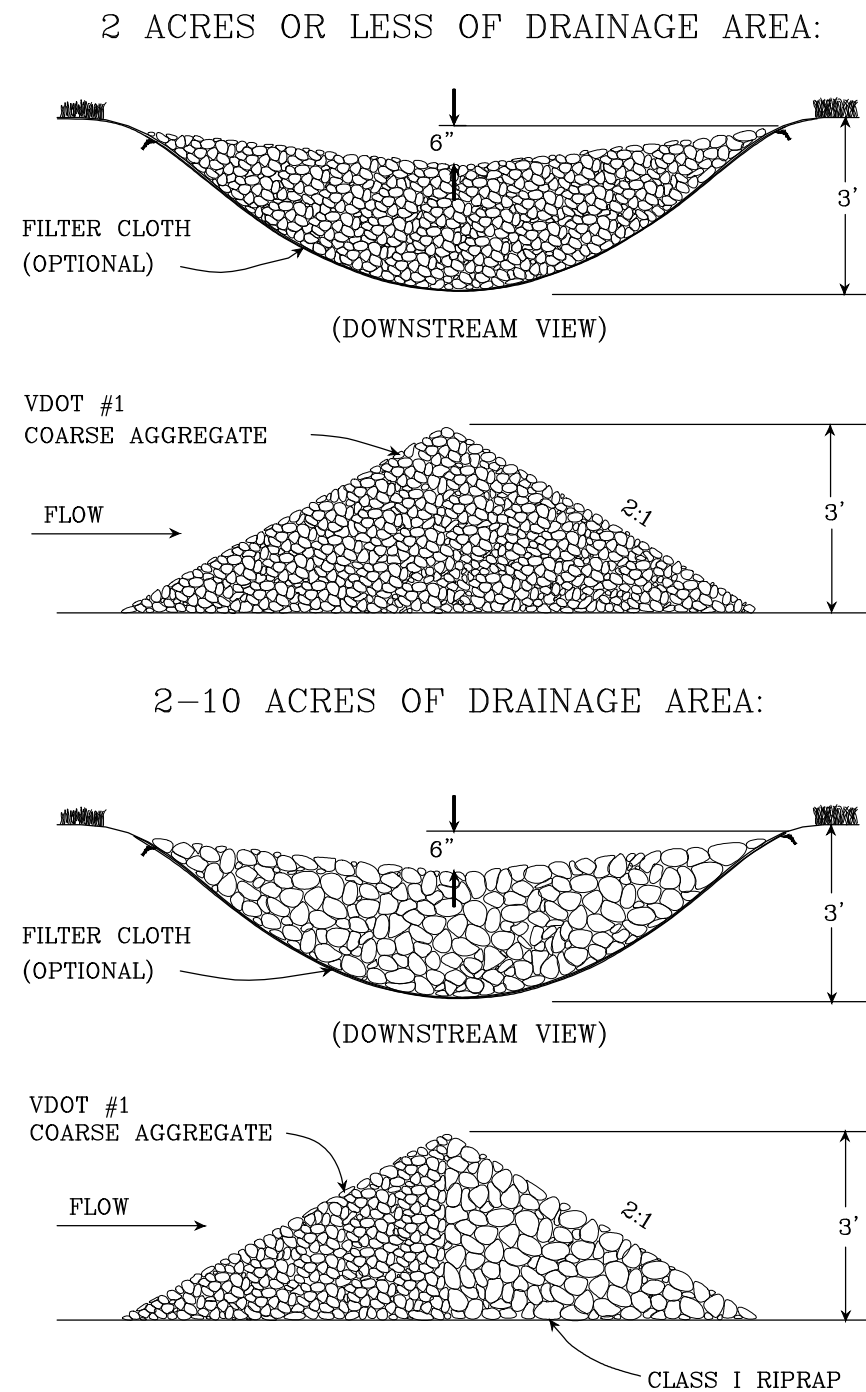 2 ACRES OR LESS OF DRAINAGE AREA:
6"
3'
FILTER CLOTH
(OPTIONAL)
(DOWNSTREAM VIEW)
VDOT #1
COARSE AGGREGATE
2:1
3'
FLOW
2-10 ACRES OF DRAINAGE AREA:
6"
3'
FILTER CLOTH
(OPTIONAL)
(DOWNSTREAM VIEW)
VDOT #1
COARSE AGGREGATE
FLOW
2:1
3'
CLASS I RIPRAP